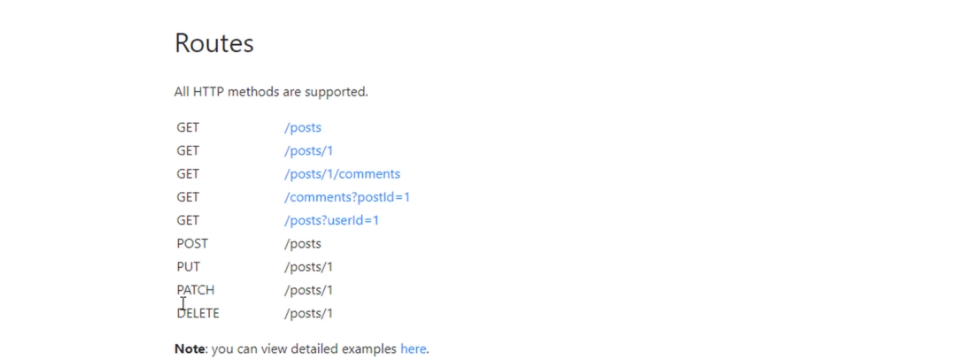 Routes
All HTTP methods are supported.
GET /posts
GET /posts/1
GET /posts/1/comments
GET /comments?postId=1
GET /posts?userId=1
POST /posts
PUT /posts/1
PATCH /posts/1
DELETE /posts/1
Note: you can view detailed examples here.